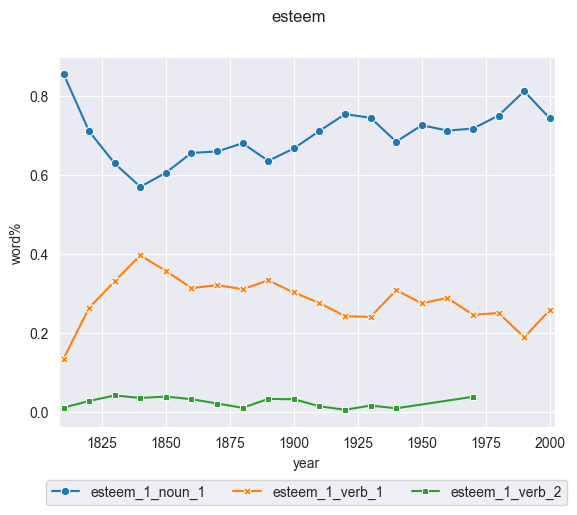 esteem
0.8
0.6
0.4
0.2
0.0
word%
1825 1850 1875 1900 1925 1950 1975 2000
year
esteem_1_noun_1 esteem_1_verb_1 esteem_1_verb_2